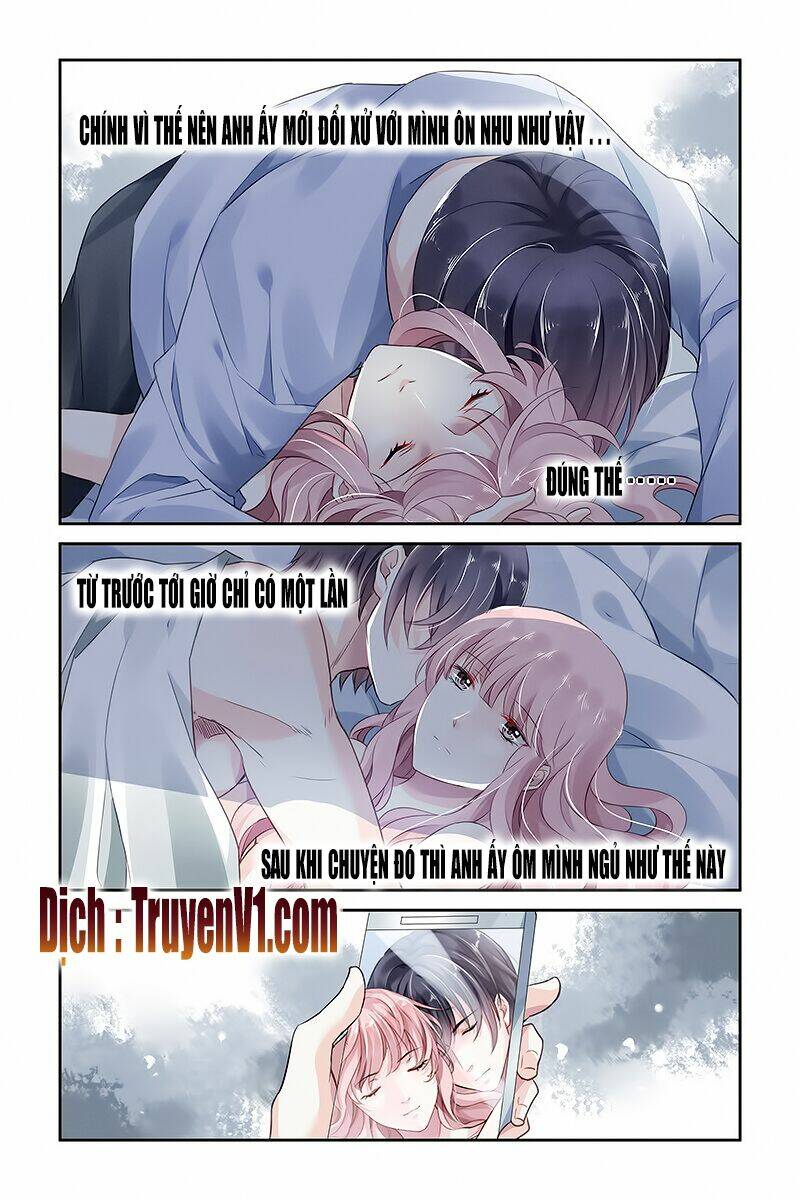 CHÍNH VÌ THẾ NÊN ANH ẤY MỚI ĐỐI XỬ VỚI MÌNH ÔN NHU NHƯ VẬY . . .
ĐÚNG THẾ .....
TỪ TRƯỚC TỚI GIỜ CHỈ CÓ MỘT LẦN
SAU KHI CHUYỆN ĐÓ THÌ ANH ẤY ÔM MÌNH NGỦ NHƯ THẾ NÀY
Dịch : TruyenV1.com